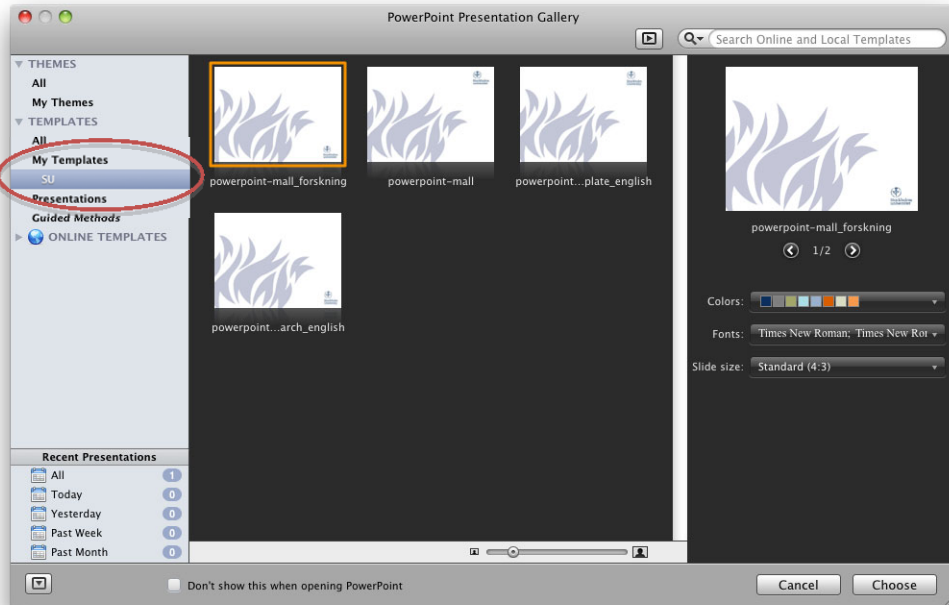 PowerPoint Presentation Gallery
Search Online and Local Templates
THEMES
All
My Themes
TEMPLATES
All
My Templates
SU
Presentations
Guided Methods
ONLINE TEMPLATES
powerpoint-mall_forskning
powerpoint-mall
powerpoint...plate_english
powerpoint...arch_english
powerpoint-mall_forskning
1/2
Colors:
Fonts: Times New Roman; Times New Ror
Slide size: Standard (4:3)
Recent Presentations
All 1
Today 0
Yesterday 0
Past Week 0
Past Month 0
Don't show this when opening PowerPoint
Cancel
Choose